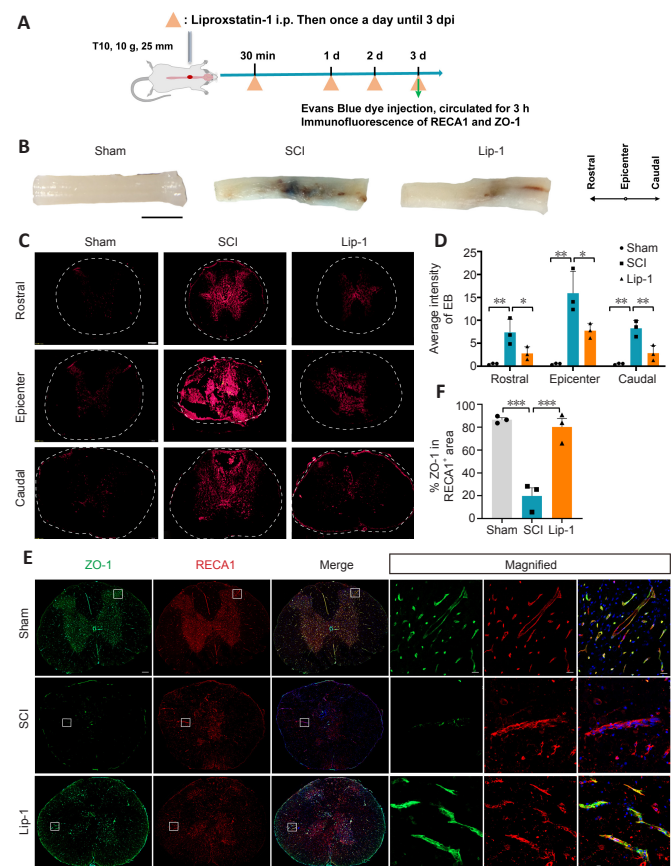 A
: Liproxstatin-1 i.p. Then once a day until 3 dpi
T10, 10 g, 25 mm
30 min
1 d
2 d
3 d
Evans Blue dye injection, circulated for 3 h
Immunofluorescence of RECA1 and ZO-1
B
Sham
SCI
Lip-1
Rostral
Epicenter
Caudal
C
Sham
SCI
Lip-1
Rostral
Epicenter
Caudal
D
Average intensity
of EB
25
20
15
10
5
0
** *
** *
** **
Sham
SCI
Lip-1
Rostral
Epicenter
Caudal
F
% ZO-1 in
RECA1+ area
100
80
60
40
20
0
*** ***
Sham
SCI
Lip-1
E
ZO-1
RECA1
Merge
Magnified
Sham
SCI
Lip-1